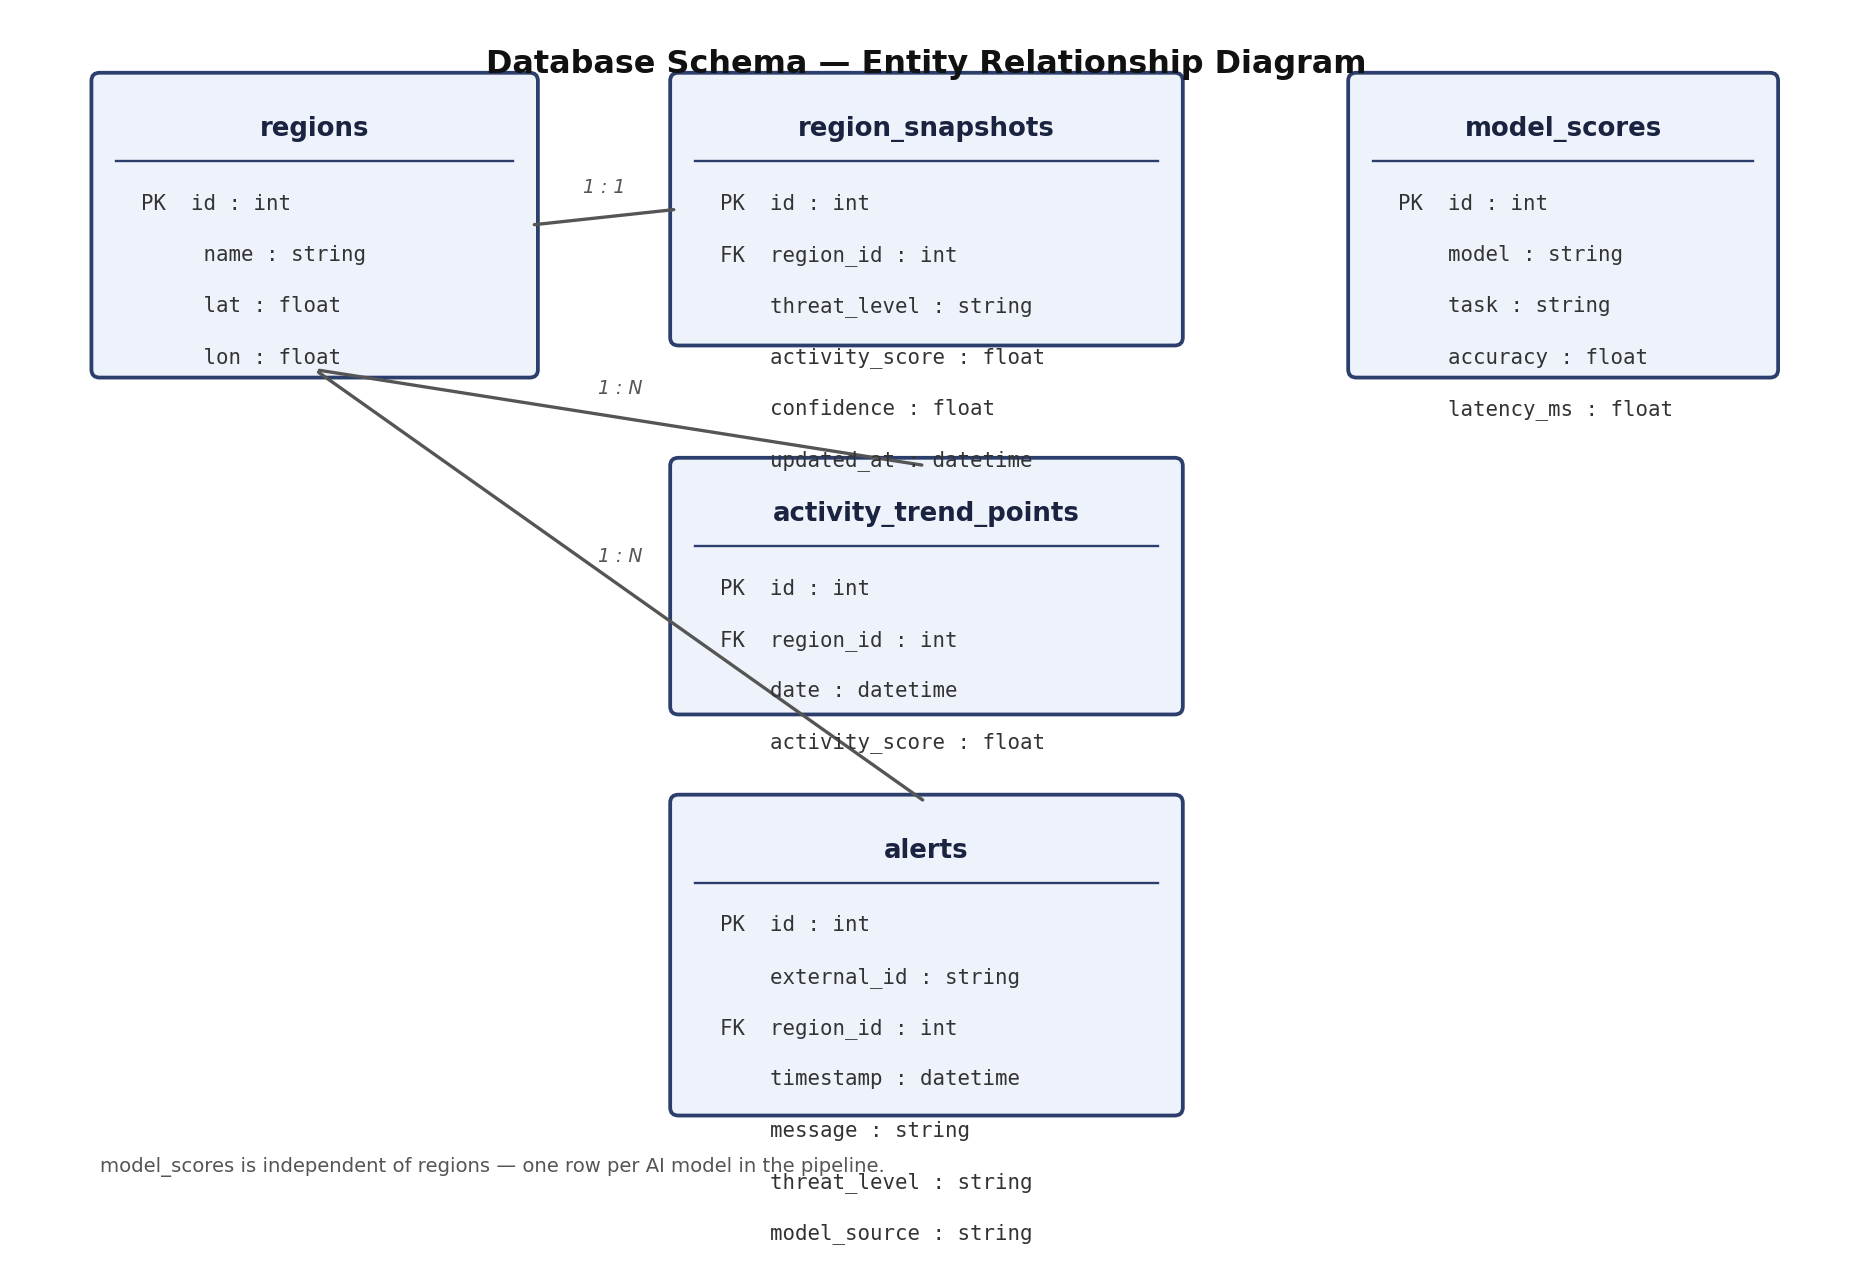 Database Schema — Entity Relationship Diagram
regions
PK  id : int
name : string
lat : float
lon : float
1 : 1
1 : N
1 : N
region_snapshots
PK  id : int
FK  region_id : int
threat_level : string
activity_score : float
confidence : float
updated_at : datetime
activity_trend_points
PK  id : int
FK  region_id : int
date : datetime
activity_score : float
alerts
PK  id : int
external_id : string
FK  region_id : int
timestamp : datetime
message : string
threat_level : string
model_source : string
model_scores
PK  id : int
model : string
task : string
accuracy : float
latency_ms : float
model_scores is independent of regions — one row per AI model in the pipeline.